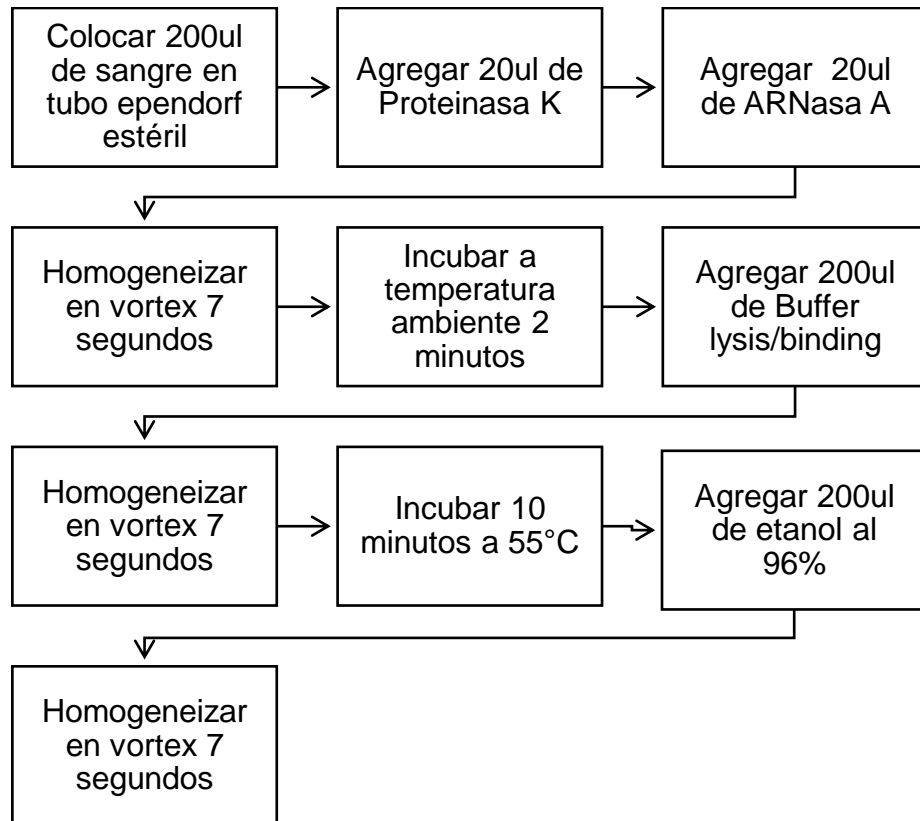 Colocar 200ul
de sangre en
tubo ependorf
estéril
Agregar 20ul de
Proteinasa K
Agregar  20ul
de ARNasa A
Homogeneizar
en vortex 7
segundos
Incubar a
temperatura
ambiente 2
minutos
Agregar 200ul
de Buffer
lysis/binding
Homogeneizar
en vortex 7
segundos
Incubar 10
minutos a 55°C
Agregar 200ul
de etanol al
96%
Homogeneizar
en vortex 7
segundos